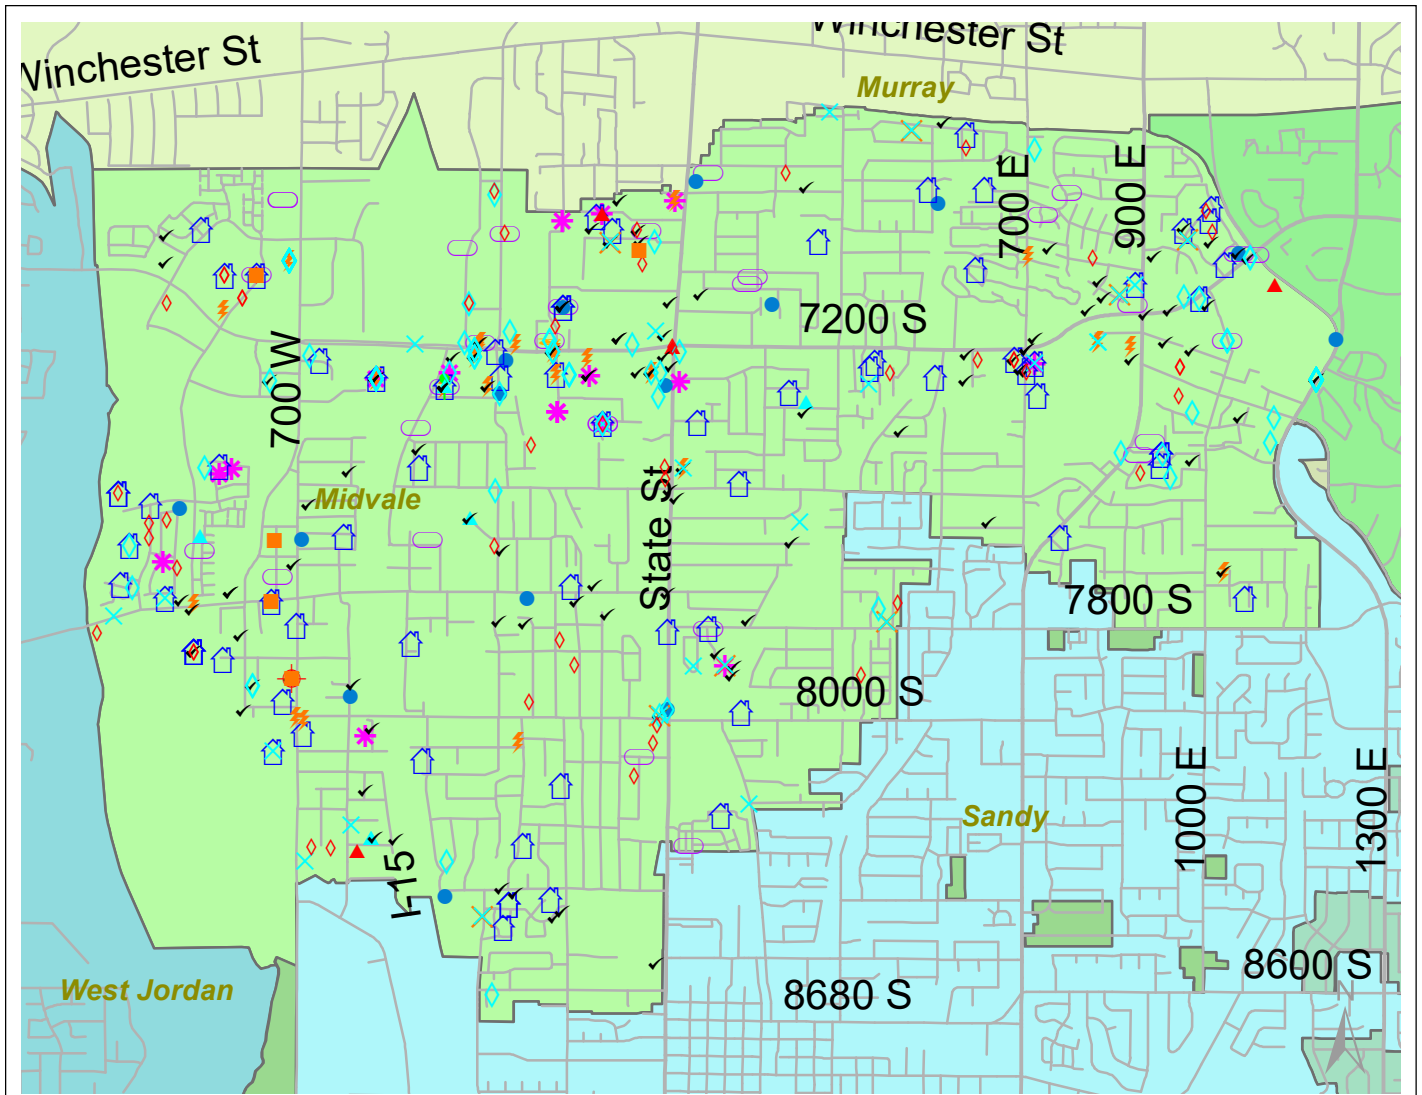 Winchester St
Winchester St
Murray
700 E
900 E
7200 S
700 W
Midvale
State St
7800 S
8000 S
1000 E
1300 E
Sandy
I-15
West Jordan
8680 S
8600 S
N